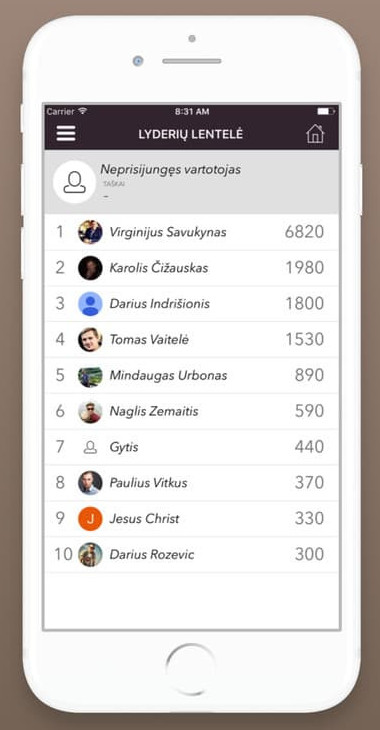 Carrier 8:31 AM
LYDERIŲ LENTELĖ
Neprisijungęs vartotojas
TAŠKAI
–
1 Virginijus Savukynas 6820
2 Karolis Čižauskas 1980
3 Darius Indrišionis 1800
4 Tomas Vaitelė 1530
5 Mindaugas Urbonas 890
6 Naglis Zemaitis 590
7 Gytis 440
8 Paulius Vitkus 370
9 J Jesus Christ 330
10 Darius Rozevic 300